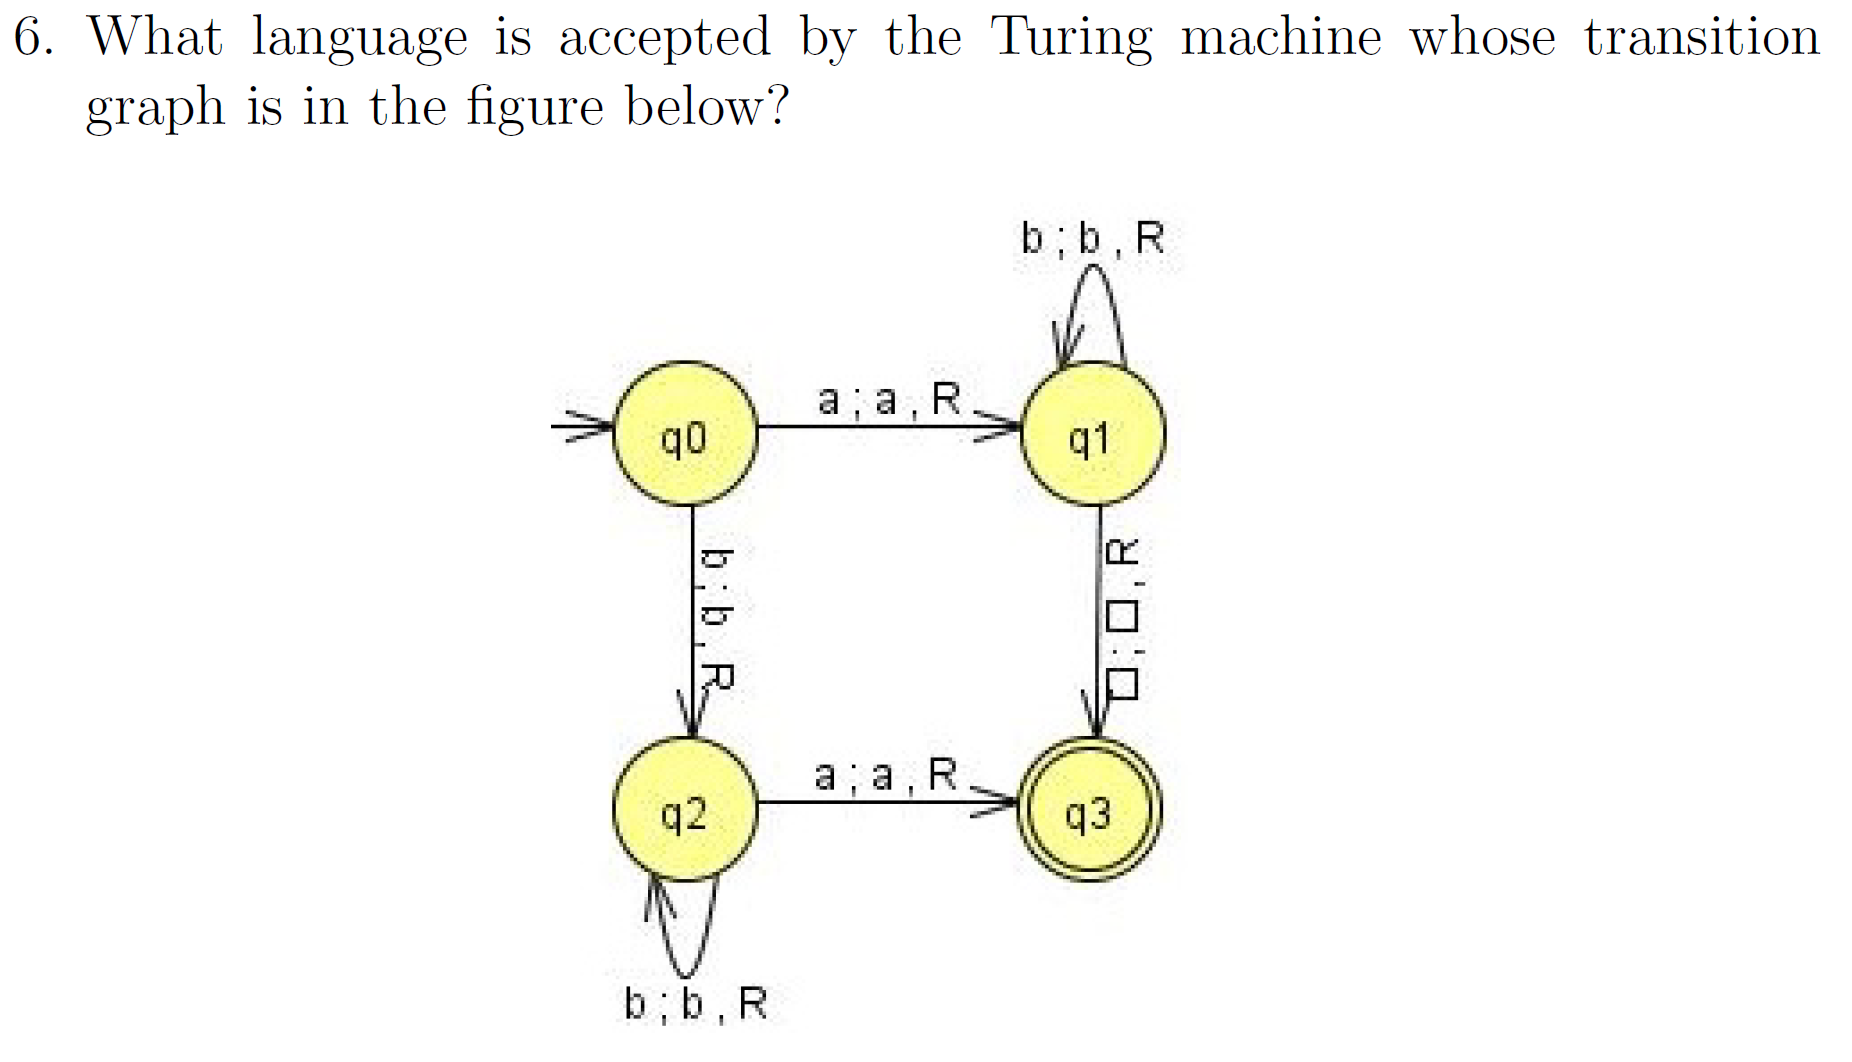 6. What language is accepted by the Turing machine whose transition
graph is in the figure below?
b ; b , R
q0
a ; a , R
q1
b ; b , R
□ ; □ , R
q2
a ; a , R
q3
b ; b , R